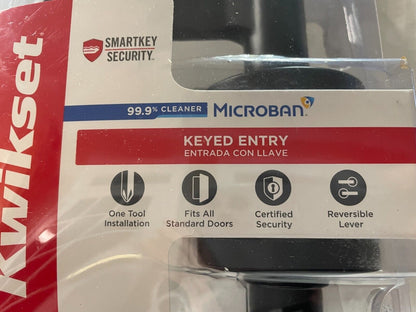 Kwikset
SMARTKEY
SECURITY™
99.9% CLEANER MICROBAN
KEYED ENTRY
ENTRADA CON LLAVE
One Tool
Installation
Fits All
Standard Doors
Certified
Security
Reversible
Lever